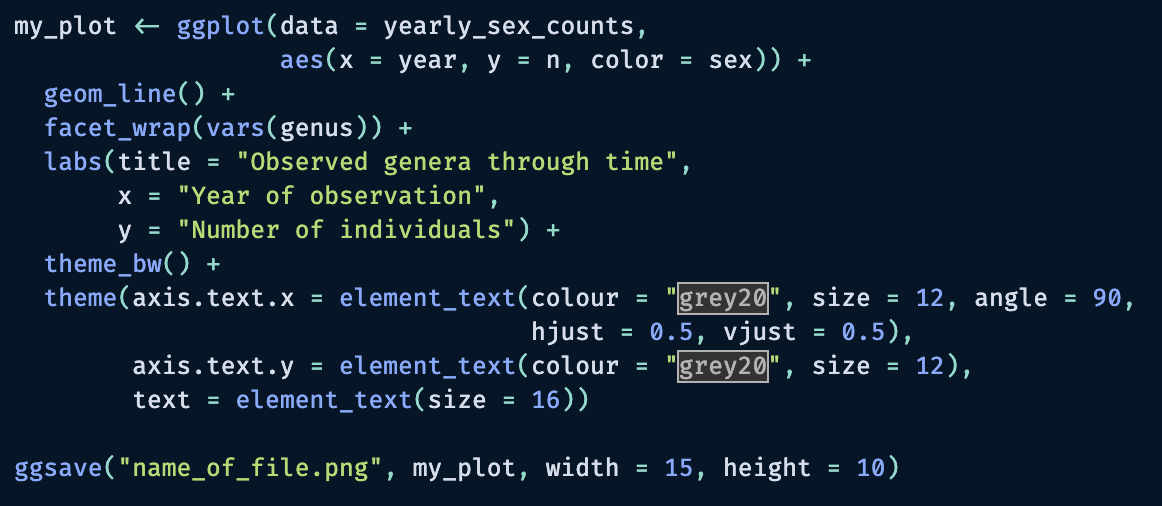 my_plot <- ggplot(data = yearly_sex_counts,
                  aes(x = year, y = n, color = sex)) +
  geom_line() +
  facet_wrap(vars(genus)) +
  labs(title = "Observed genera through time",
       x = "Year of observation",
       y = "Number of individuals") +
  theme_bw() +
  theme(axis.text.x = element_text(colour = "grey20", size = 12, angle = 90,
                                   hjust = 0.5, vjust = 0.5),
        axis.text.y = element_text(colour = "grey20", size = 12),
        text = element_text(size = 16))

ggsave("name_of_file.png", my_plot, width = 15, height = 10)